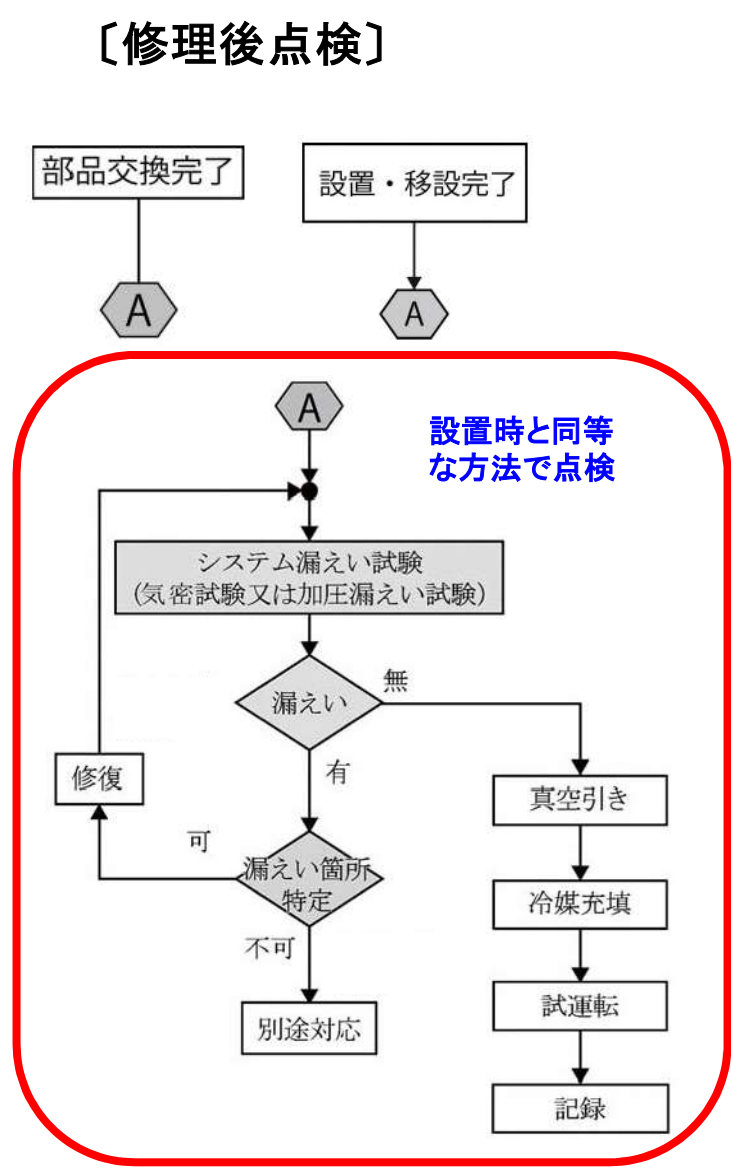 〔修理後点検〕
部品交換完了
設置・移設完了
A
A
A
設置時と同等
な方法で点検
システム漏えい試験
(気密試験又は加圧漏えい試験)
漏えい
無
有
修復
可
漏えい箇所
特定
不可
別途対応
真空引き
冷媒充填
試運転
記録